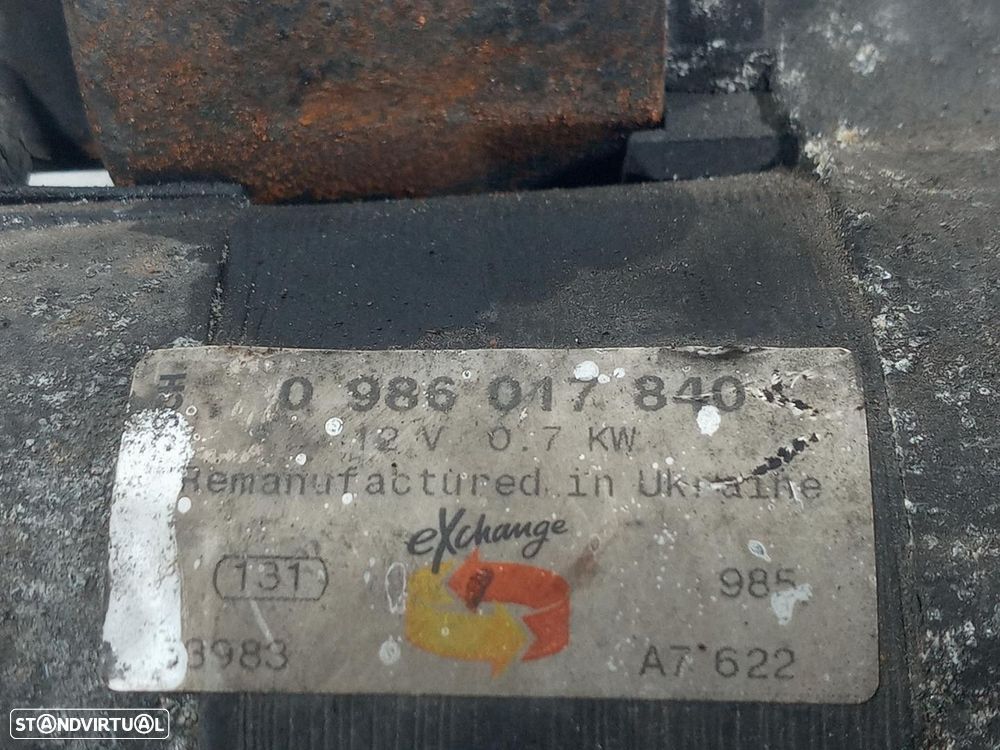 0 986 017 840
12 V 0.7 KW
Remanufactured in Ukraine
eXchange
131
985
3983
A7 622
STANDVIRTUAL